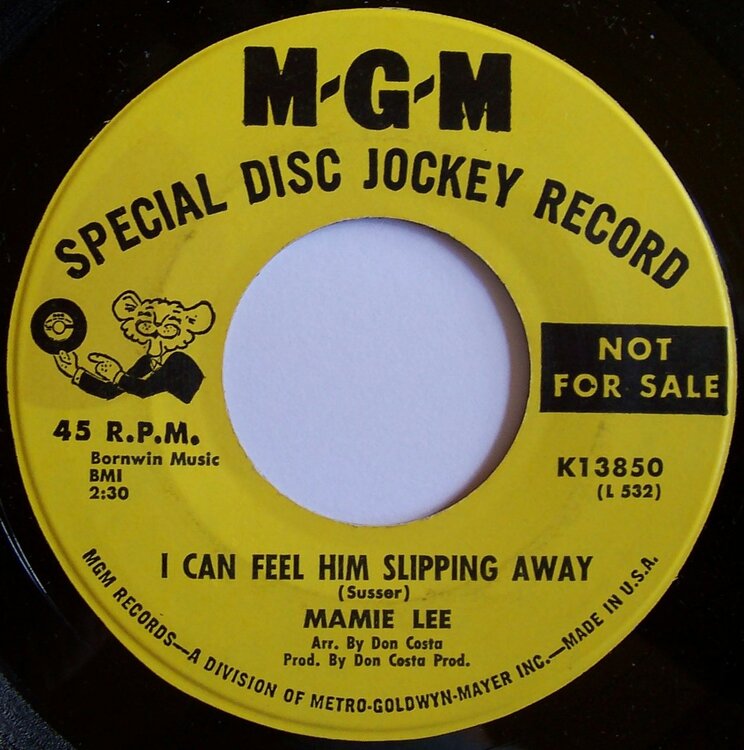 M-G-M
SPECIAL DISC JOCKEY RECORD
NOT
FOR SALE
45 R.P.M.
Bornwin Music
BMI
2:30
K13850
(L 532)
I CAN FEEL HIM SLIPPING AWAY
(Susser)
MAMIE LEE
Arr. By Don Costa
Prod. By Don Costa Prod.
MGM RECORDS—A DIVISION OF METRO-GOLDWYN-MAYER INC.—MADE IN U.S.A.